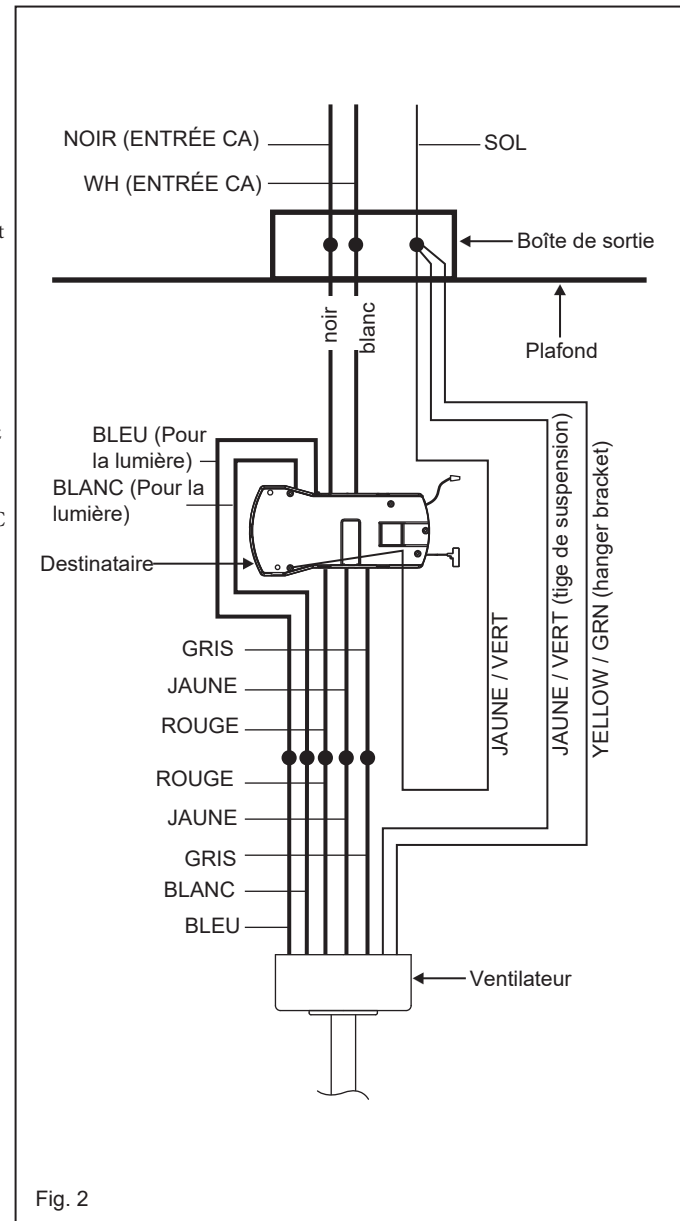 NOIR (ENTRÉE CA)
SOL
WH (ENTRÉE CA)
Boîte de sortie
noir
blanc
Plafond
BLEU (Pour
la lumière)
BLANC (Pour la
lumière)
Destinataire
JAUNE / VERT
JAUNE / VERT (tige de suspension)
YELLOW / GRN (hanger bracket)
GRIS
JAUNE
ROUGE
ROUGE
JAUNE
GRIS
BLANC
BLEU
Ventilateur
Fig. 2